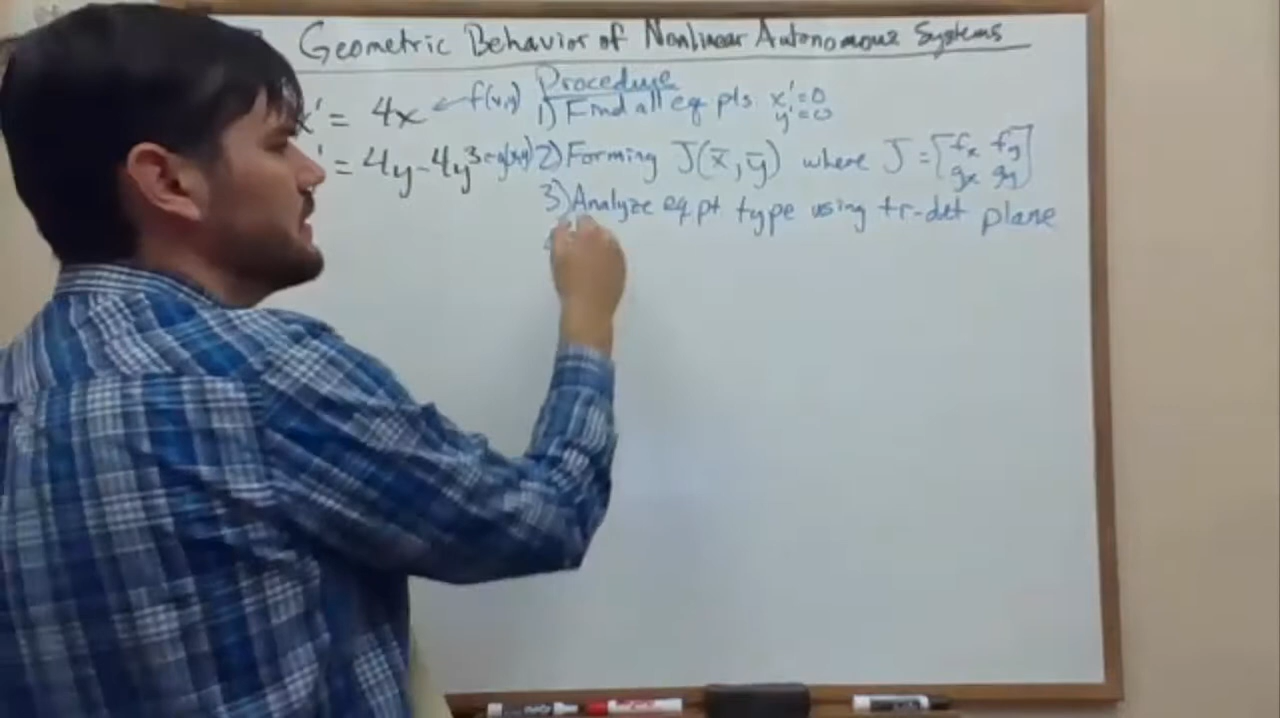 Geometric Behavior of Nonlinear Autonomous Systems
x' = 4x ← f(x,y)
' = 4y-4y³ ← g(x,y)
Procedure
1) Find all eq pts. x'=0
y'=0
2) Forming J(x̄, ȳ) where J = [fx fy
gx gy]
3) Analyze eq pt type using tr-det plane